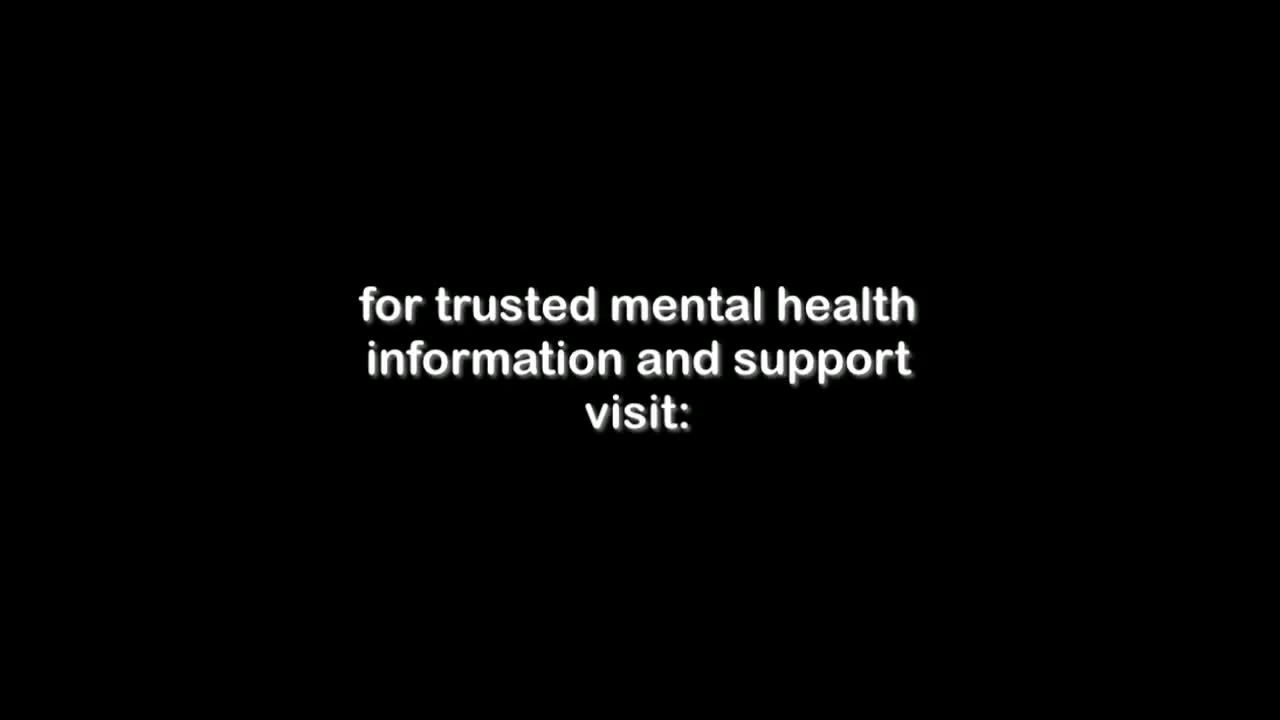 for trusted mental health
information and support
visit: